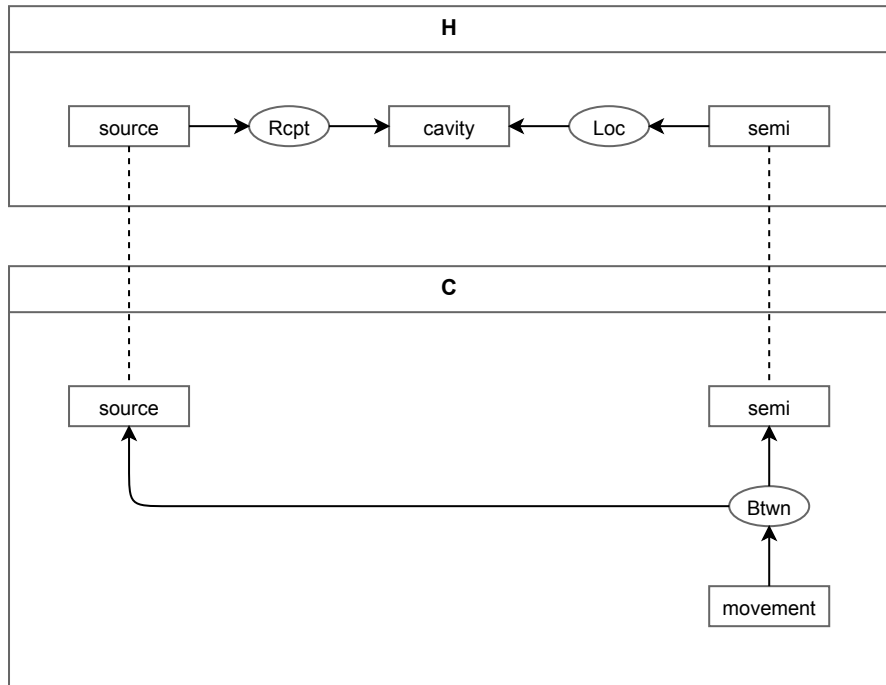 H
source Rcpt cavity Loc semi
C
source semi
Btwn
movement